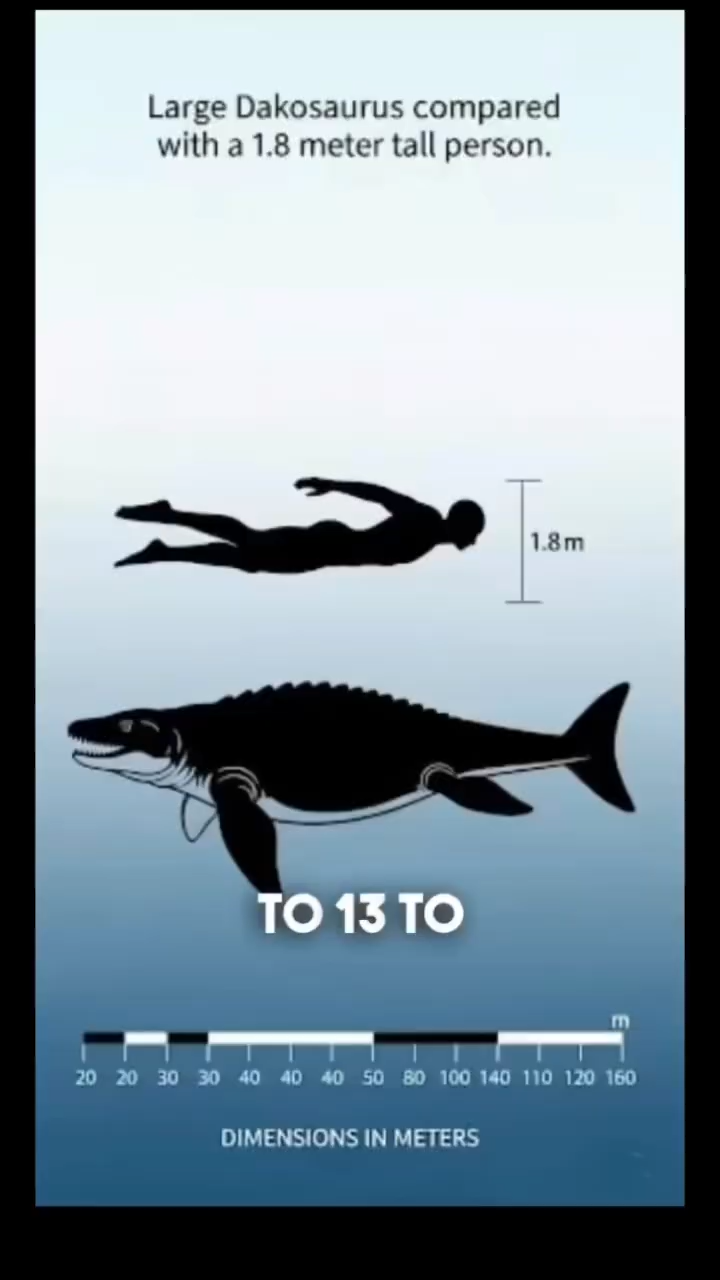 Large Dakosaurus compared
with a 1.8 meter tall person.
1.8 m
TO 13 TO
m
20 20 30 30 40 40 40 50 80 100 140 110 120 160
DIMENSIONS IN METERS